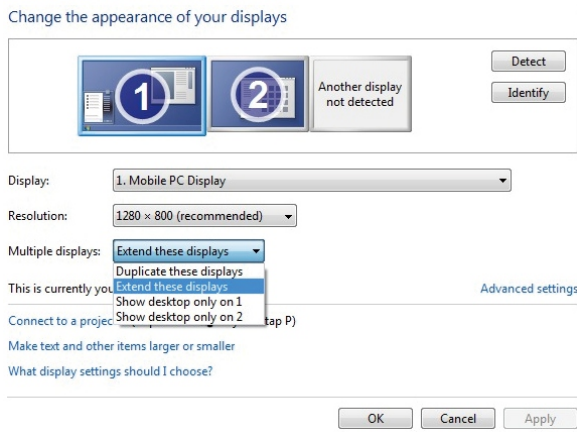 Change the appearance of your displays
1
2
Another display
not detected
Detect
Identify
Display:
1. Mobile PC Display
Resolution:
1280 × 800 (recommended)
Multiple displays:
Extend these displays
Duplicate these displays
This is currently you
Extend these displays
Advanced settings
Show desktop only on 1
Connect to a projec
Show desktop only on 2
tap P)
Make text and other items larger or smaller
What display settings should I choose?
OK
Cancel
Apply